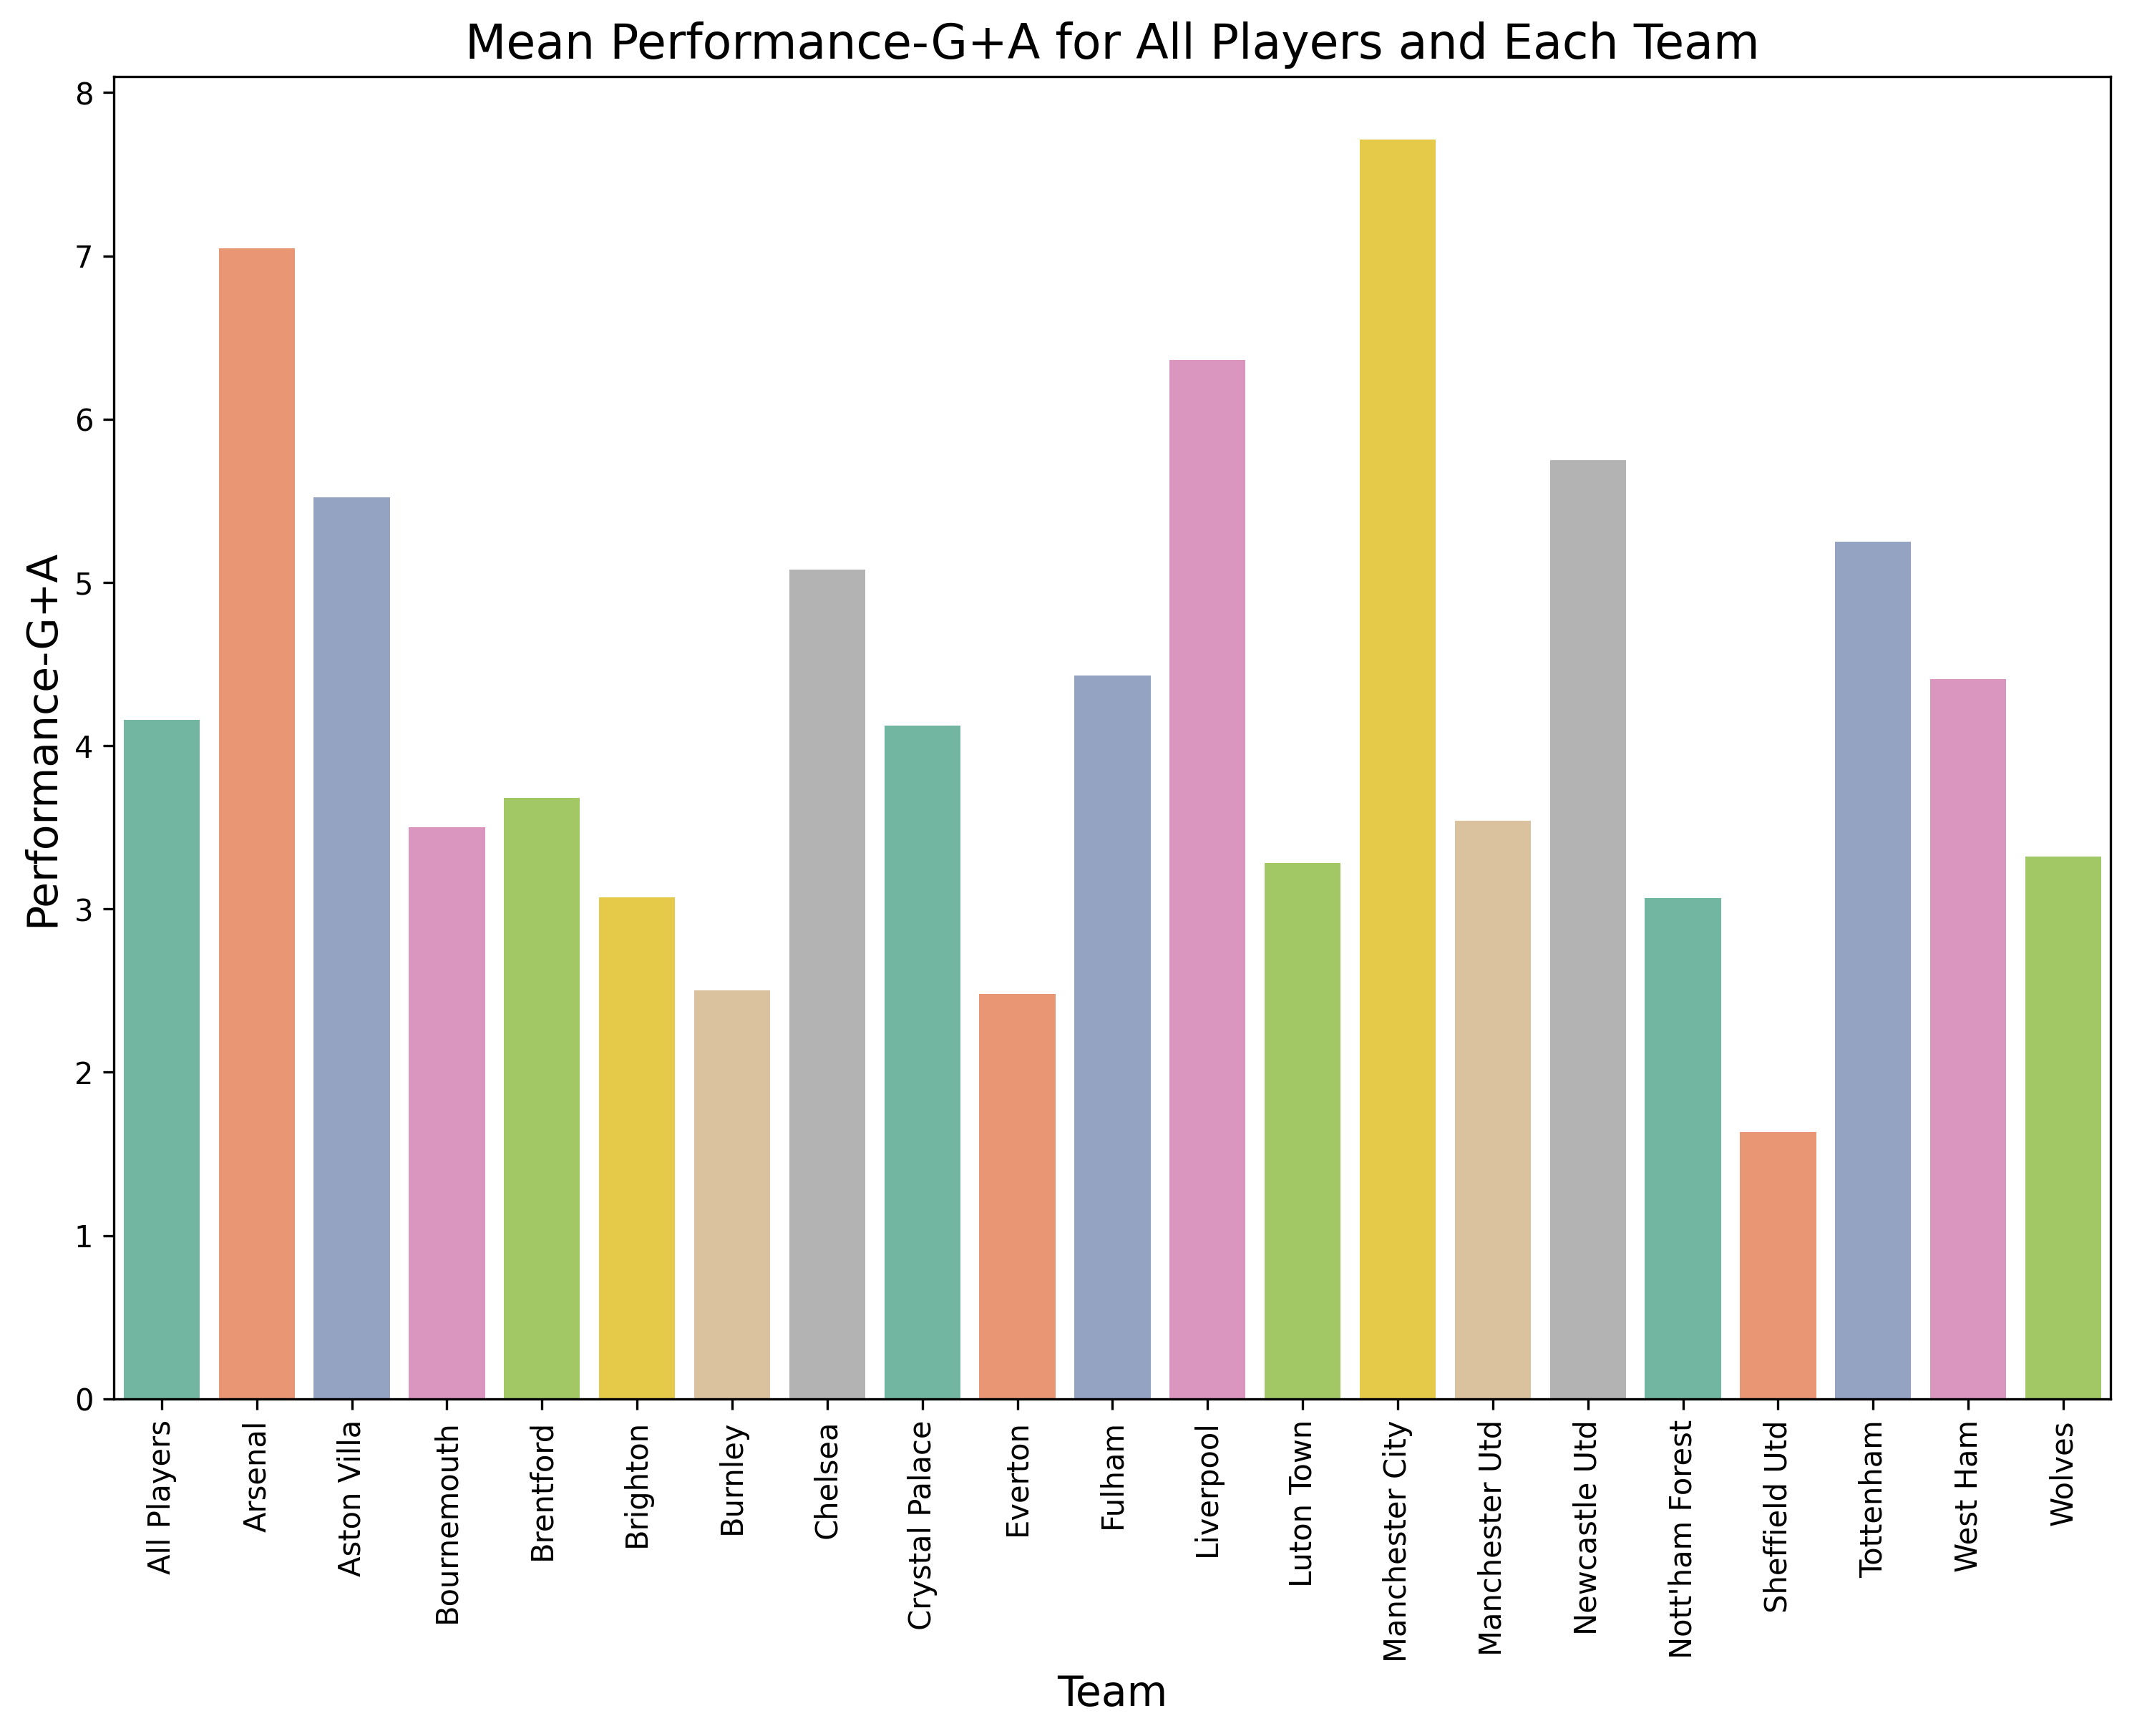 Mean Performance-G+A for All Players and Each Team
8
7
6
5
4
3
2
1
0
Performance-G+A
All Players
Arsenal
Aston Villa
Bournemouth
Brentford
Brighton
Burnley
Chelsea
Crystal Palace
Everton
Fulham
Liverpool
Luton Town
Manchester City
Manchester Utd
Newcastle Utd
Nott'ham Forest
Sheffield Utd
Tottenham
West Ham
Wolves
Team